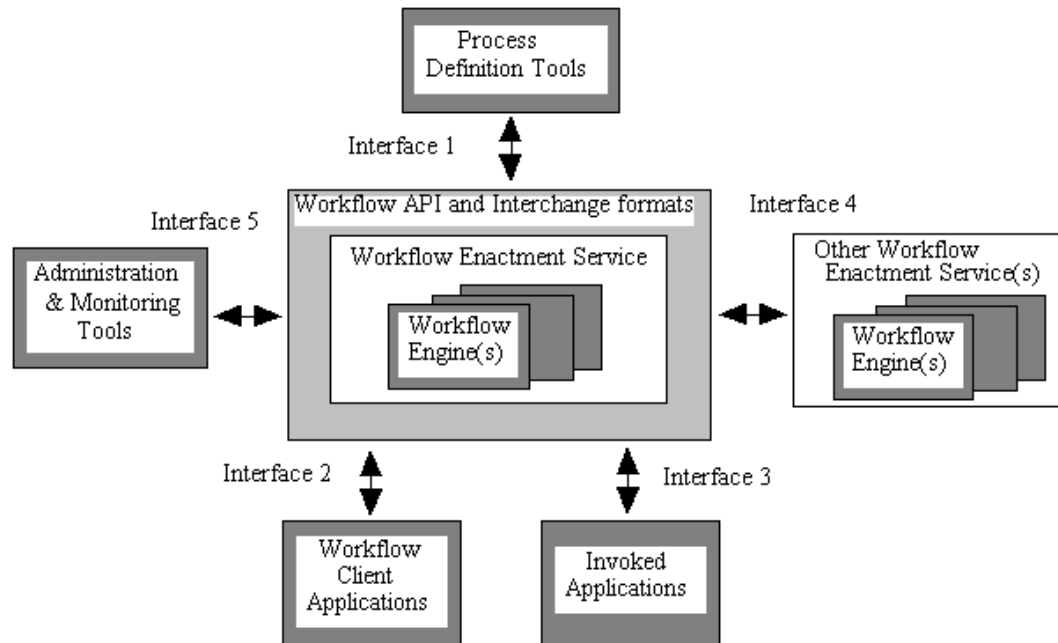 Process
Definition Tools
Interface 1
Workflow API and Interchange formats
Interface 5
Interface 4
Administration
& Monitoring
Tools
Workflow Enactment Service
Workflow
Engine(s)
Other Workflow
Enactment Service(s)
Workflow
Engine(s)
Interface 2
Interface 3
Workflow
Client
Applications
Invoked
Applications